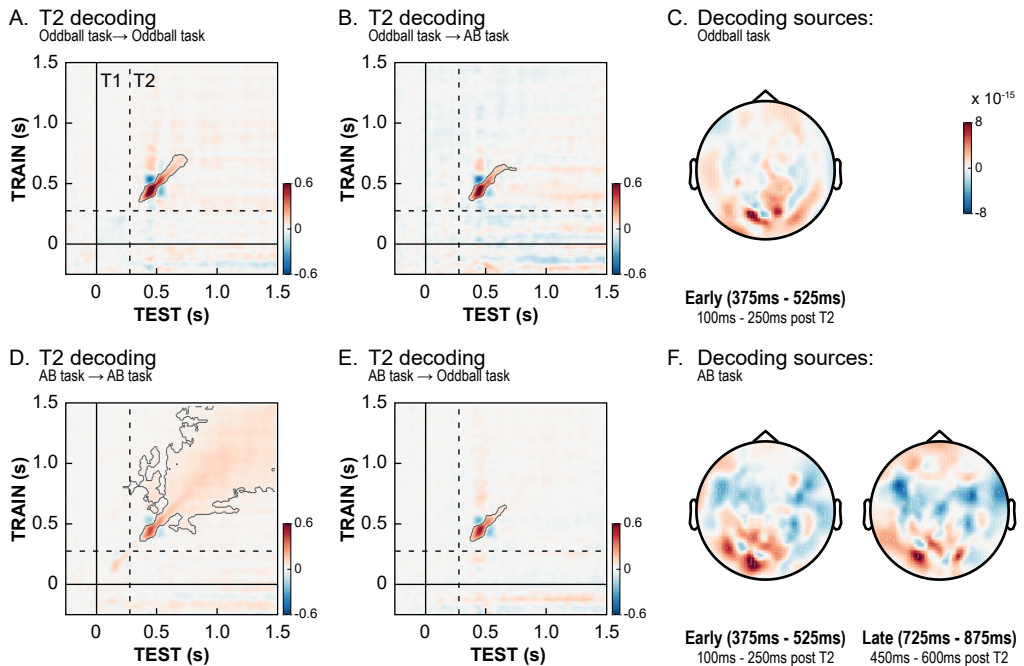 A. T2 decoding
Oddball task→ Oddball task
T1
T2
1.5
1.0
0.5
0
TRAIN (s)
0
0.5
1.0
1.5
TEST (s)
0.6
0
-0.6
B. T2 decoding
Oddball task → AB task
1.5
1.0
0.5
0
TRAIN (s)
0
0.5
1.0
1.5
TEST (s)
0.6
0
-0.6
C. Decoding sources:
Oddball task
x 10-15
8
0
-8
Early (375ms - 525ms)
100ms - 250ms post T2
D. T2 decoding
AB task → AB task
1.5
1.0
0.5
0
TRAIN (s)
0
0.5
1.0
1.5
TEST (s)
0.6
0
-0.6
E. T2 decoding
AB task → Oddball task
1.5
1.0
0.5
0
TRAIN (s)
0
0.5
1.0
1.5
TEST (s)
0.6
0
-0.6
F. Decoding sources:
AB task
Early (375ms - 525ms)
100ms - 250ms post T2
Late (725ms - 875ms)
450ms - 600ms post T2